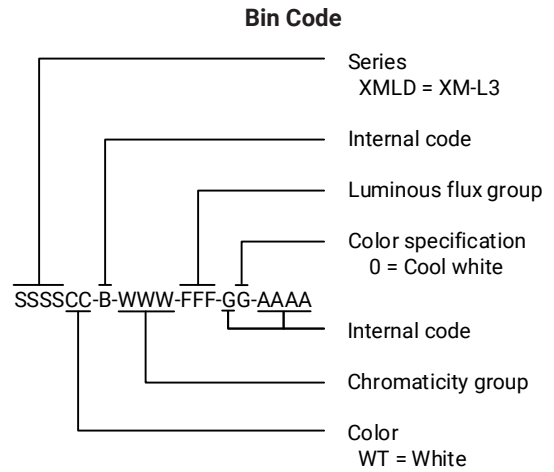 Bin Code
Series
XMLD = XM-L3
Internal code
Luminous flux group
Color specification
0 = Cool white
SSSSCC-B-WWW-FFF-GG-AAAA
Internal code
Chromaticity group
Color
WT = White